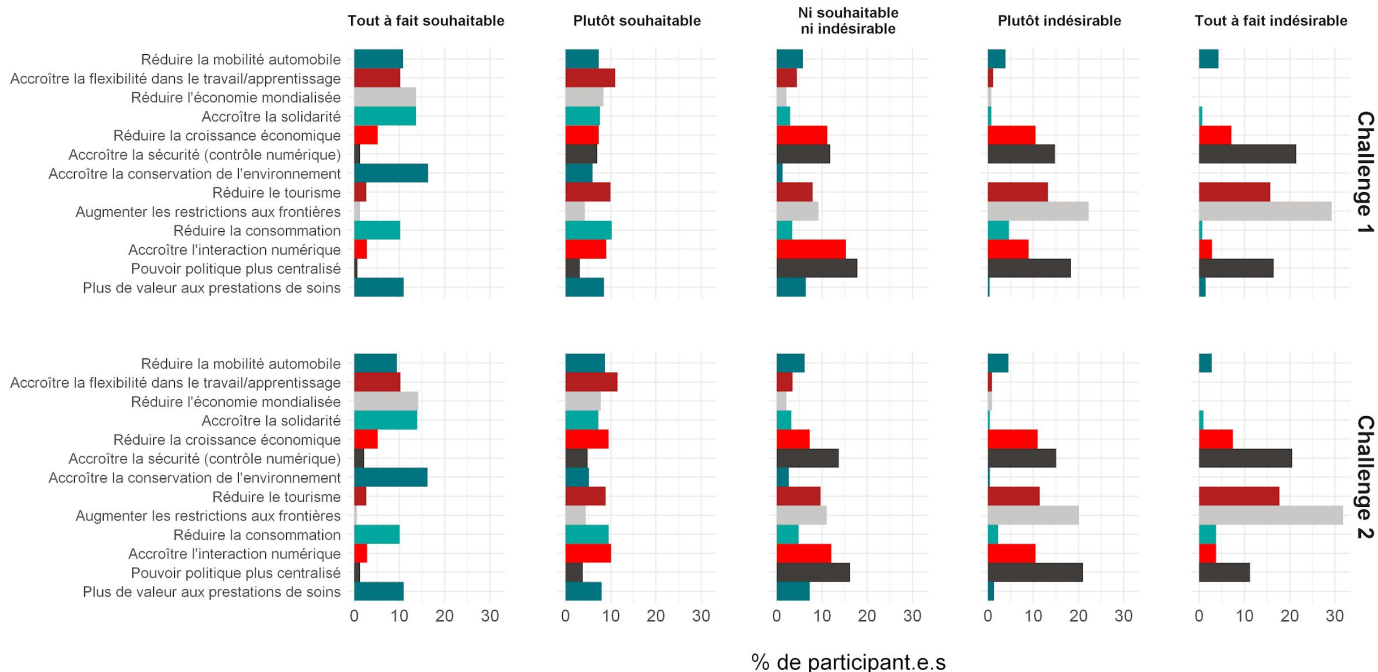 Tout à fait souhaitable
Plutôt souhaitable
Ni souhaitable
ni indésirable
Plutôt indésirable
Tout à fait indésirable
Réduire la mobilité automobile
Accroître la flexibilité dans le travail/apprentissage
Réduire l'économie mondialisée
Accroître la solidarité
Réduire la croissance économique
Accroître la sécurité (contrôle numérique)
Accroître la conservation de l'environnement
Réduire le tourisme
Augmenter les restrictions aux frontières
Réduire la consommation
Accroître l'interaction numérique
Pouvoir politique plus centralisé
Plus de valeur aux prestations de soins
Challenge 1
Réduire la mobilité automobile
Accroître la flexibilité dans le travail/apprentissage
Réduire l'économie mondialisée
Accroître la solidarité
Réduire la croissance économique
Accroître la sécurité (contrôle numérique)
Accroître la conservation de l'environnement
Réduire le tourisme
Augmenter les restrictions aux frontières
Réduire la consommation
Accroître l'interaction numérique
Pouvoir politique plus centralisé
Plus de valeur aux prestations de soins
Challenge 2
0 10 20 30
0 10 20 30
0 10 20 30
0 10 20 30
0 10 20 30
% de participant.e.s